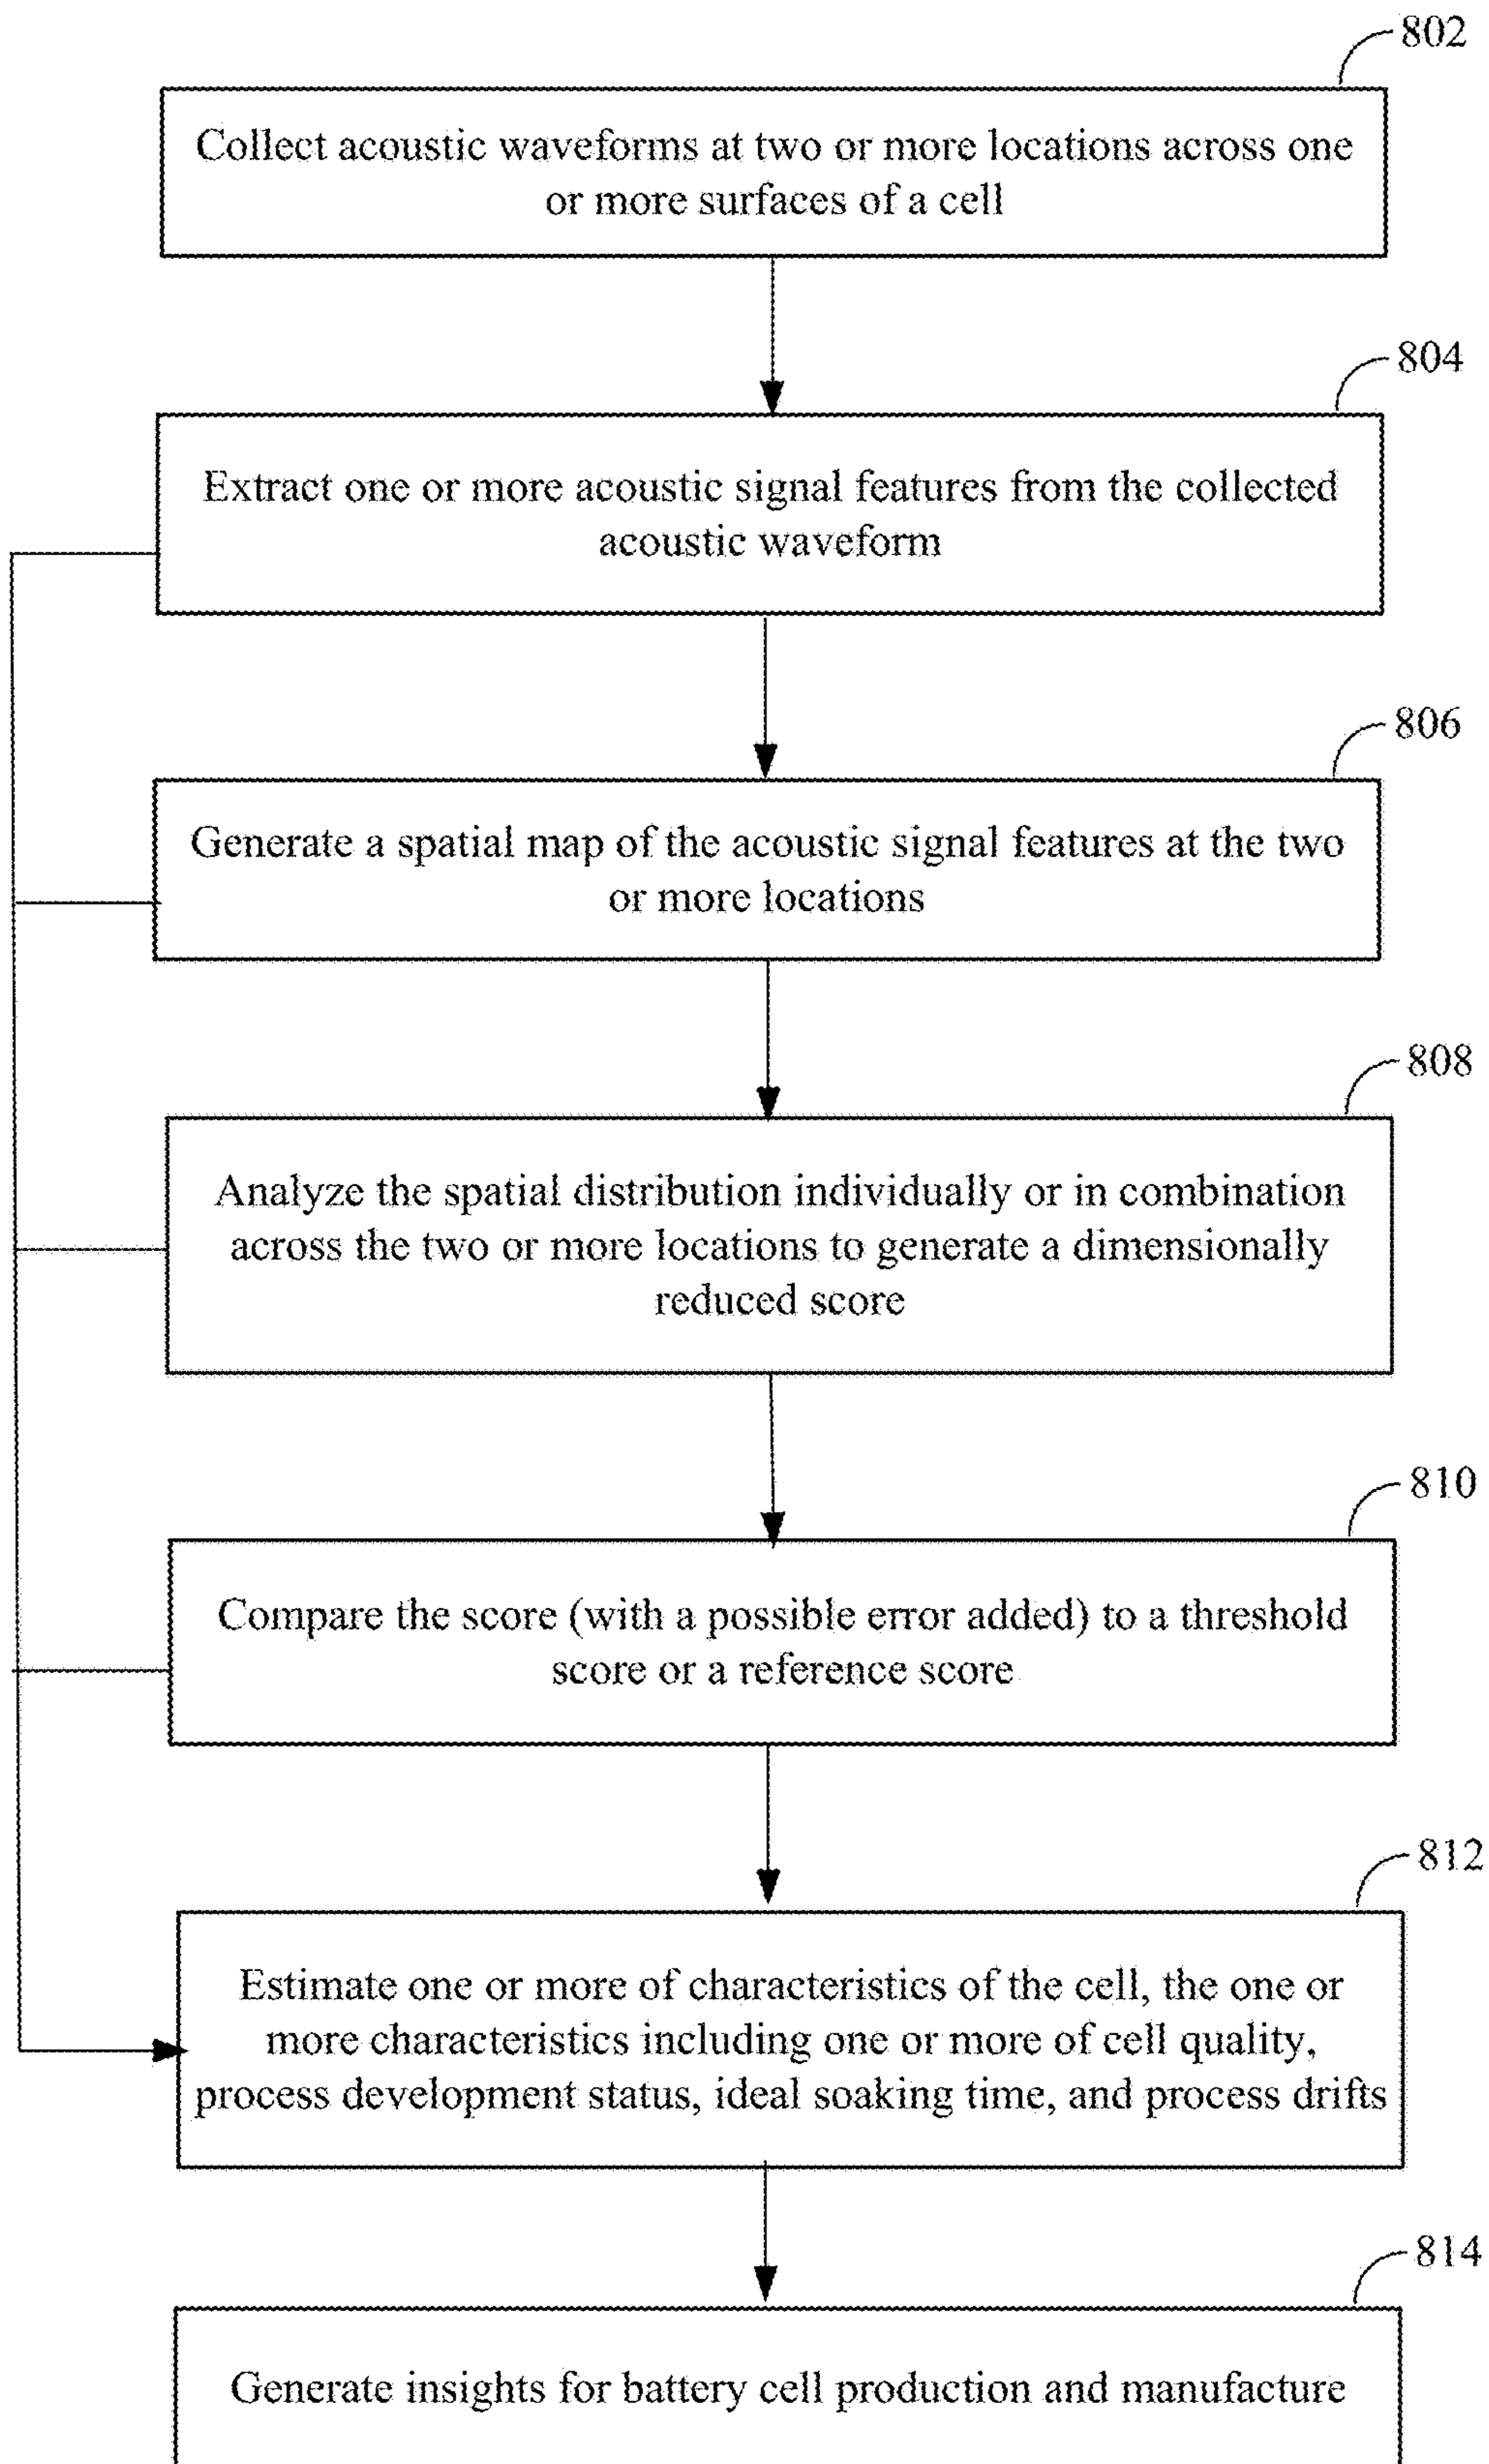 802
Collect acoustic waveforms at two or more locations across one
or more surfaces of a cell
804
Extract one or more acoustic signal features from the collected
acoustic waveform
806
Generate a spatial map of the acoustic signal features at the two
or more locations
808
Analyze the spatial distribution individually or in combination
across the two or more locations to generate a dimensionally
reduced score
810
Compare the score (with a possible error added) to a threshold
score or a reference score
812
Estimate one or more of characteristics of the cell, the one or
more characteristics including one or more of cell quality,
process development status, ideal soaking time, and process drifts
814
Generate insights for battery cell production and manufacture